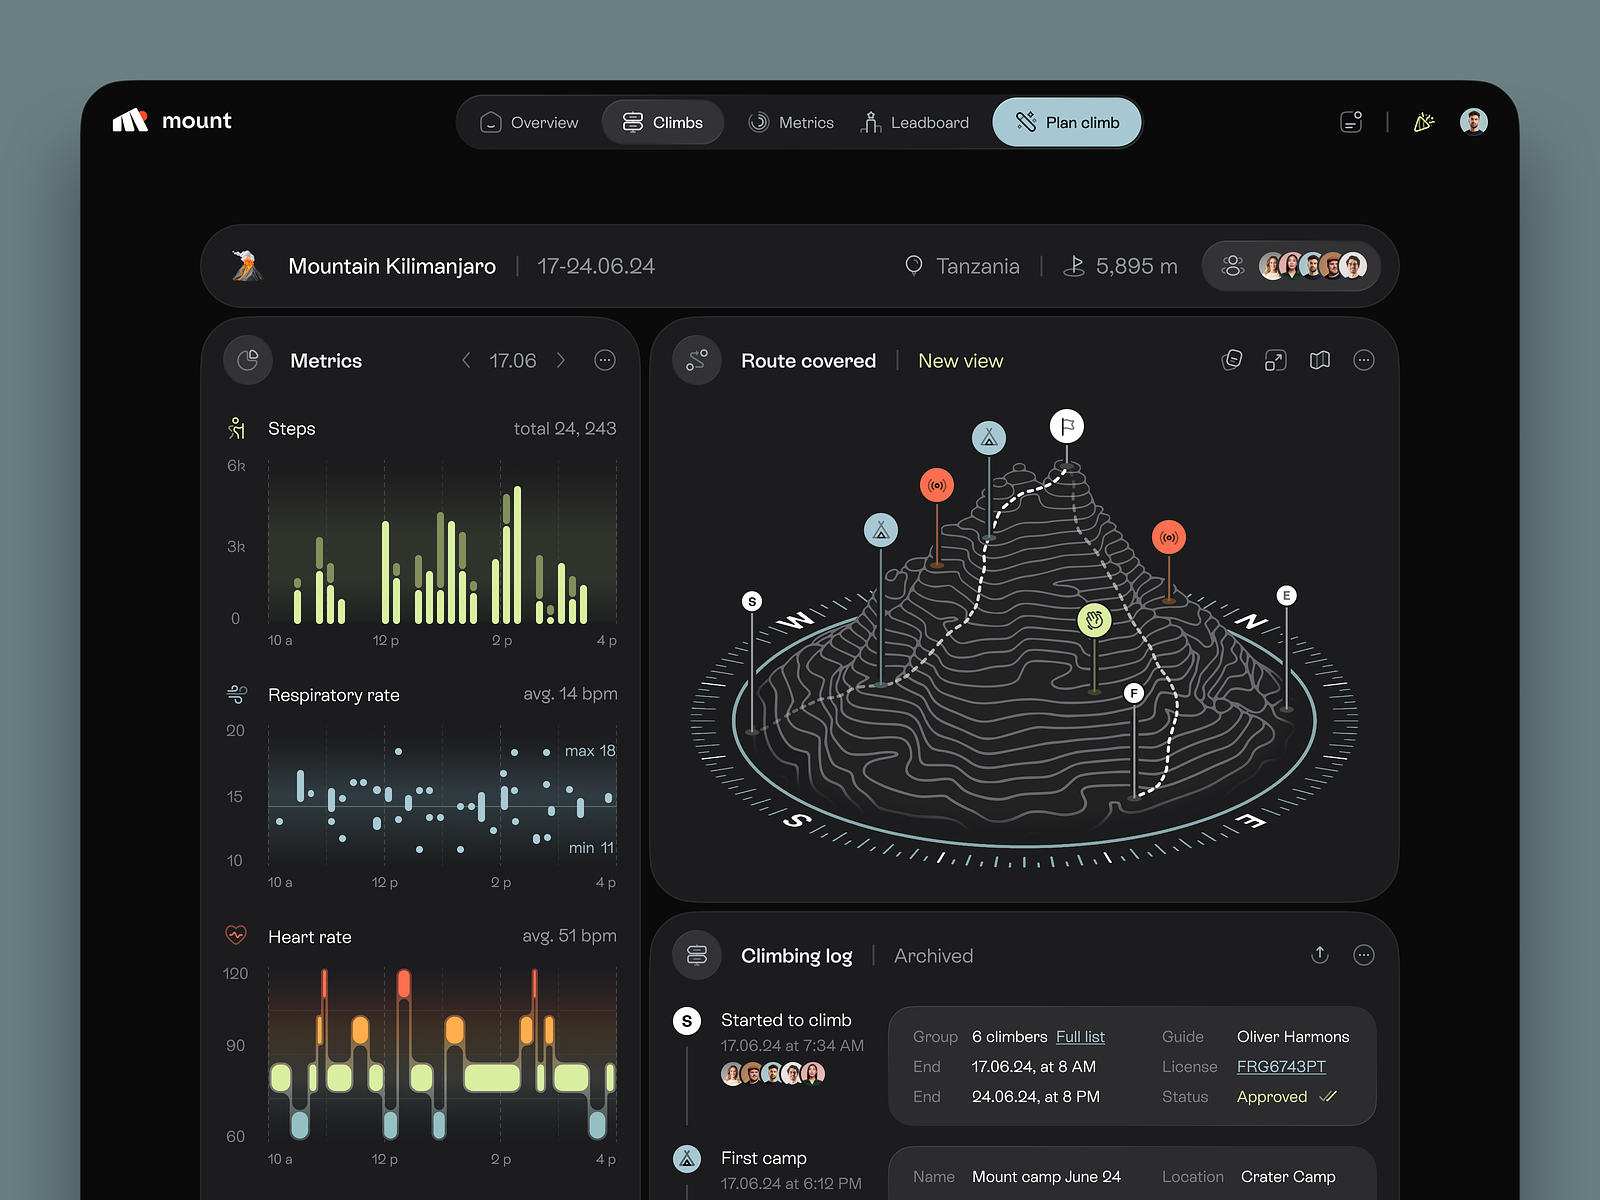 mount
Overview
Climbs
Metrics
Leadboard
Plan climb
Mountain Kilimanjaro | 17-24.06.24
Tanzania | 5,895 m
Metrics
17.06
Steps
total 24, 243
6k
3k
0
10 a 12 p 2 p 4 p
Respiratory rate
avg. 14 bpm
20
max 18
15
min 11
10
10 a 12 p 2 p 4 p
Heart rate
avg. 51 bpm
120
90
60
10 a 12 p 2 p 4 p
Route covered | New view
S
E
F
W
N
S
E
Climbing log | Archived
S
Started to climb
17.06.24 at 7:34 AM
Group 6 climbers Full list
Guide Oliver Harmons
End 17.06.24, at 8 AM
License FRG6743PT
End 24.06.24, at 8 PM
Status Approved
First camp
17.06.24 at 6:12 PM
Name Mount camp June 24
Location Crater Camp